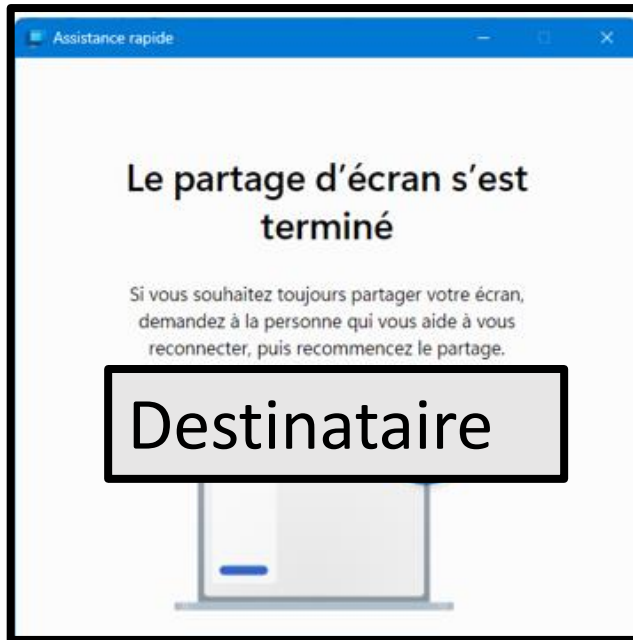 Assistance rapide
Le partage d'écran s'est
terminé
Si vous souhaitez toujours partager votre écran,
demandez à la personne qui vous aide à vous
reconnecter, puis recommencez le partage.
Destinataire